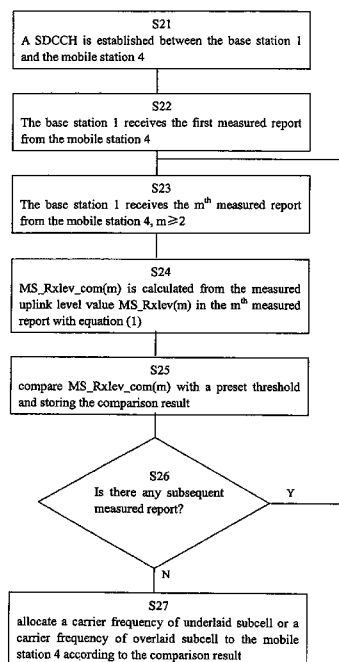 S21
A SDCCH is established between the base station 1
and the mobile station 4
S22
The base station 1 receives the first measured report
from the mobile station 4
S23
The base station 1 receives the mth measured report
from the mobile station 4, m≥2
S24
MS_Rxlev_com(m) is calculated from the measured
uplink level value MS_Rxlev(m) in the mth measured
report with equation (1)
S25
compare MS_Rxlev_com(m) with a preset threshold
and storing the comparison result
S26
Is there any subsequent
measured report?
Y
N
S27
allocate a carrier frequency of underlaid subcell or a
carrier frequency of overlaid subcell to the mobile
station 4 according to the comparison result